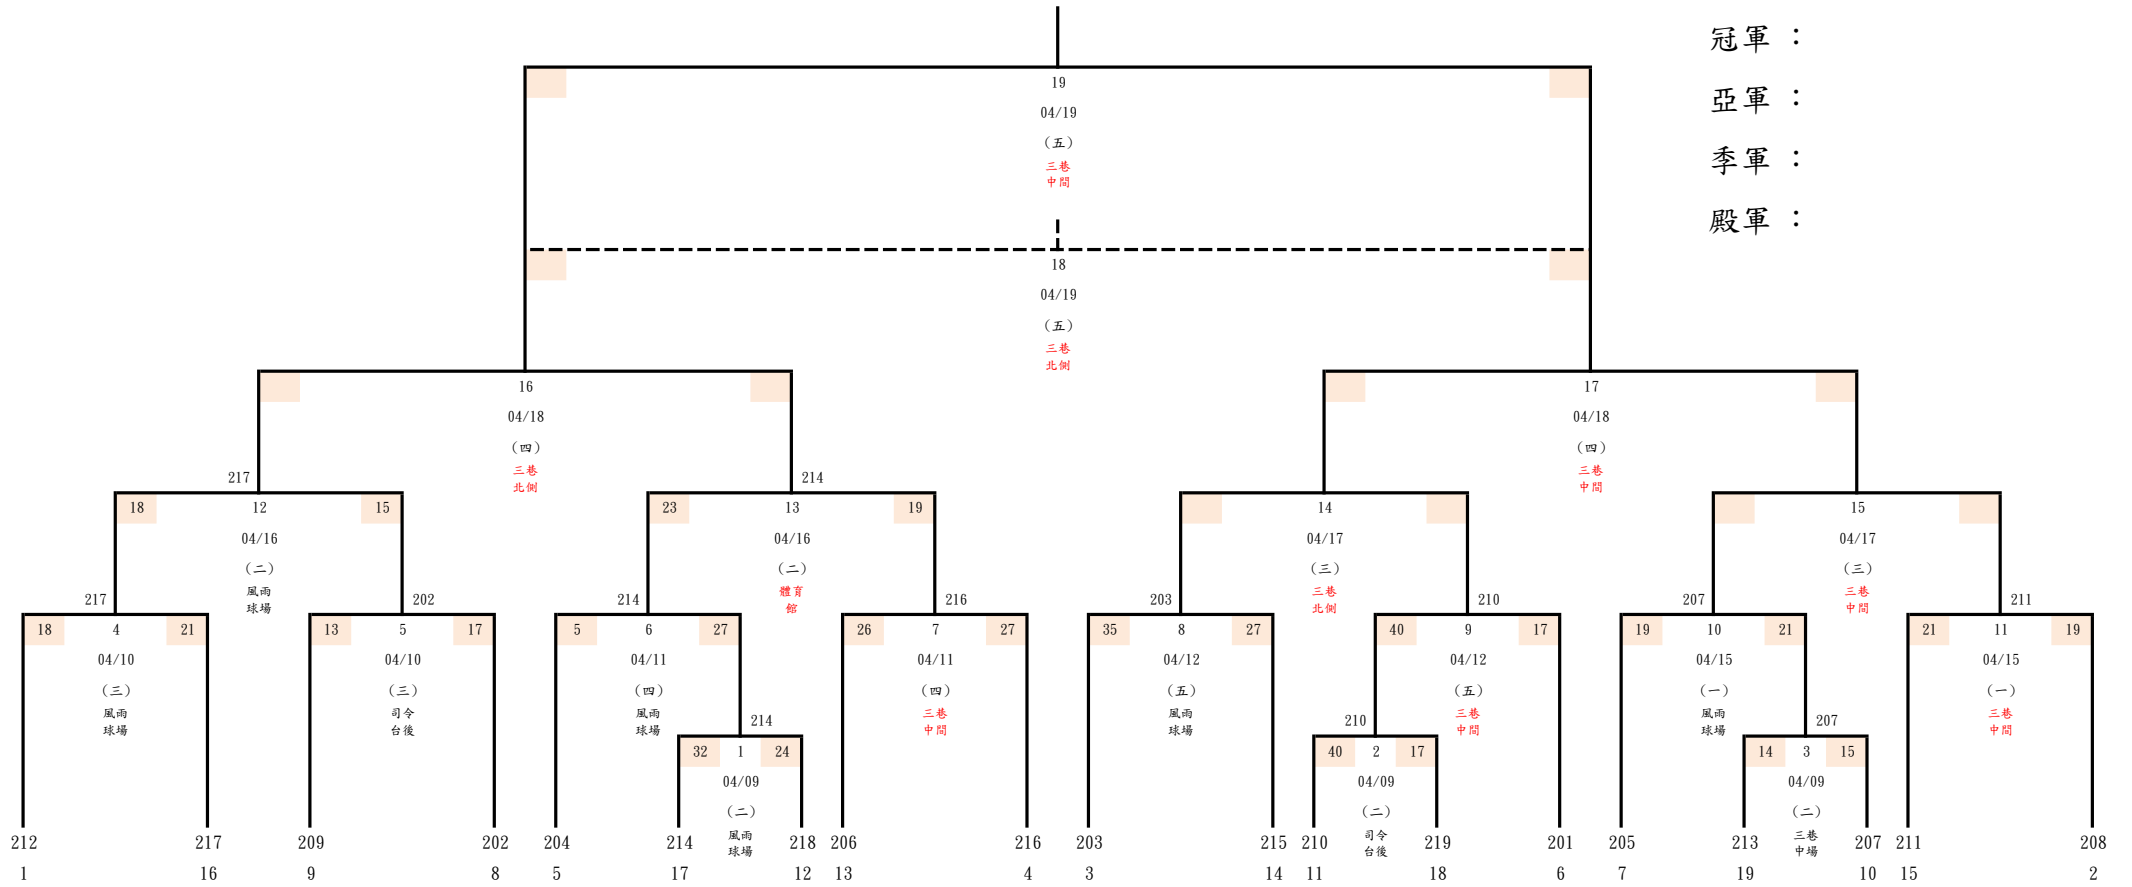 冠軍：
亞軍：
季軍：
殿軍：
19
04/19
(五)
三巷
中間
18
04/19
(五)
三巷
北側
16
04/18
(四)
三巷
北側
17
04/18
(四)
三巷
中間
217
214
18 12 15
04/16
(二)
風雨
球場
23 13 19
04/16
(二)
體育
館
14
04/17
(三)
三巷
北側
15
04/17
(三)
三巷
中間
217 202 214 216 203 210 207 211
18 4 21
04/10
(三)
風雨
球場
13 5 17
04/10
(三)
司令
台後
5 6 27
04/11
(四)
風雨
球場
26 7 27
04/11
(四)
三巷
中間
35 8 27
04/12
(五)
風雨
球場
40 9 17
04/12
(五)
三巷
中間
19 10 21
04/15
(一)
風雨
球場
21 11 19
04/15
(一)
三巷
中間
214 210 207
32 1 24
04/09
(二)
風雨
球場
40 2 17
04/09
(二)
司令
台後
14 3 15
04/09
(二)
三巷
中場
212 217 209 202 204 214 218 206 216 203 215 210 219 201 205 213 207 211 208
1 16 9 8 5 17 12 13 4 3 14 11 18 6 7 19 10 15 2